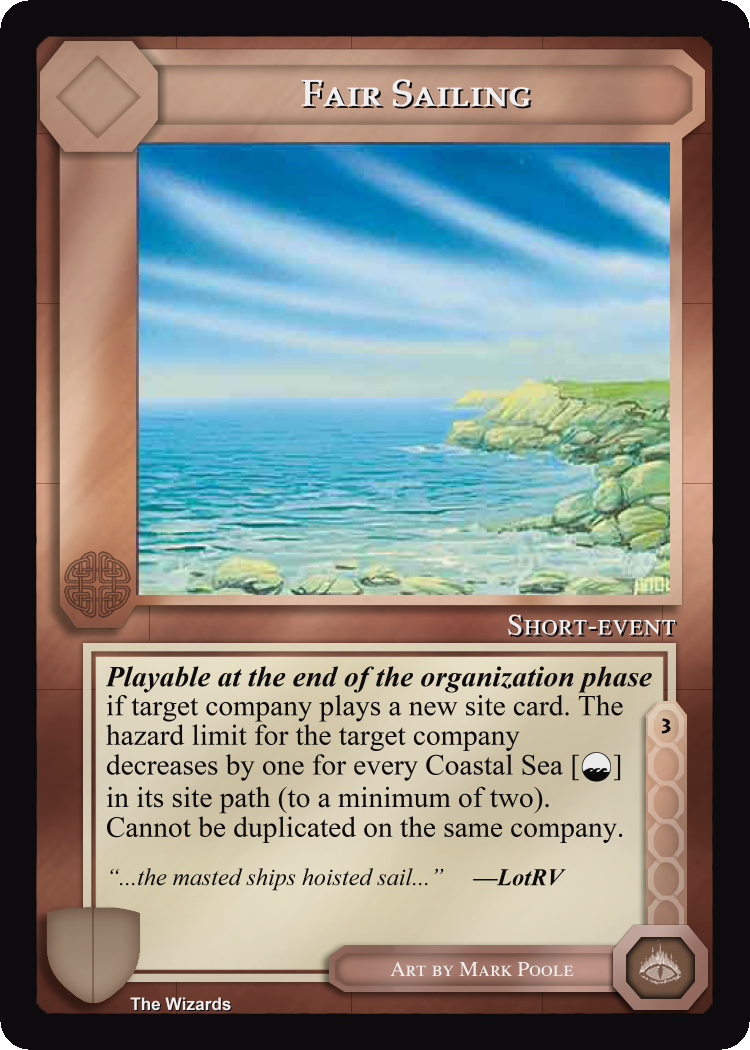 Fair Sailing
Short-event
Playable at the end of the organization phase
if target company plays a new site card. The
hazard limit for the target company
decreases by one for every Coastal Sea [ ]
in its site path (to a minimum of two).
Cannot be duplicated on the same company.
3
“...the masted ships hoisted sail...” —LotRV
Art by Mark Poole
The Wizards